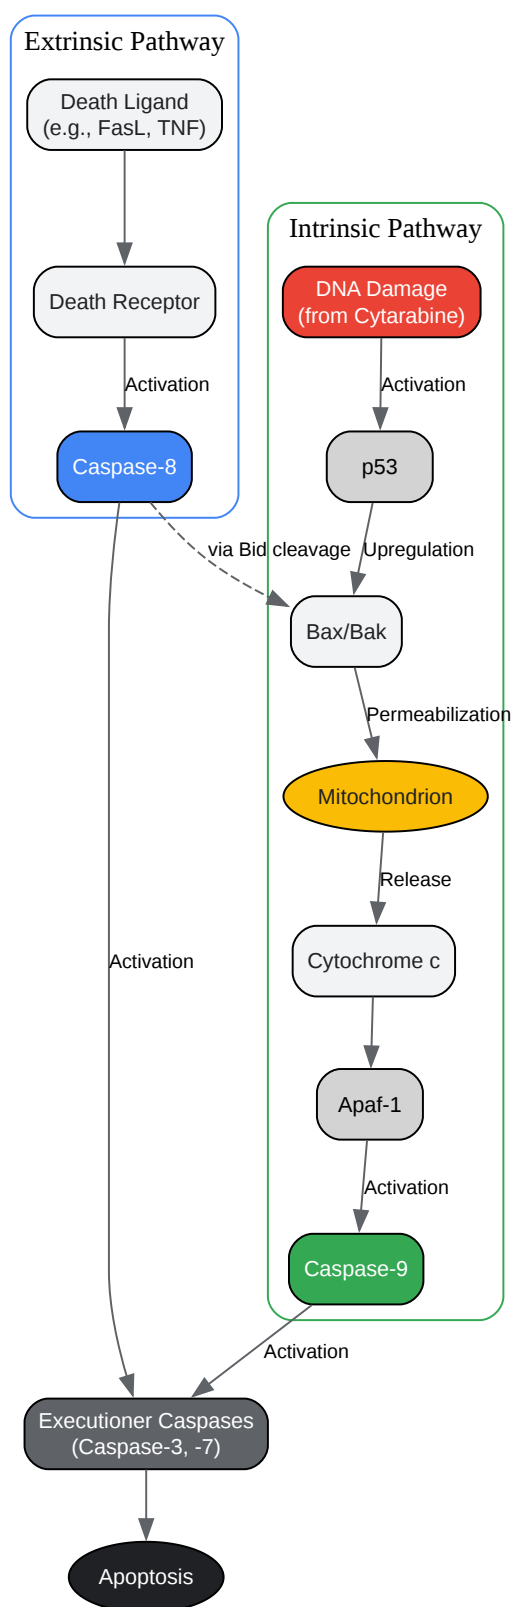 Extrinsic Pathway
Death Ligand
(e.g., FasL, TNF)
Intrinsic Pathway
Death Receptor
DNA Damage
(from Cytarabine)
Activation
Activation
Caspase-8
p53
via Bid cleavage
Upregulation
Bax/Bak
Permeabilization
Mitochondrion
Release
Cytochrome c
Activation
Apaf-1
Activation
Caspase-9
Activation
Executioner Caspases
(Caspase-3, -7)
Apoptosis